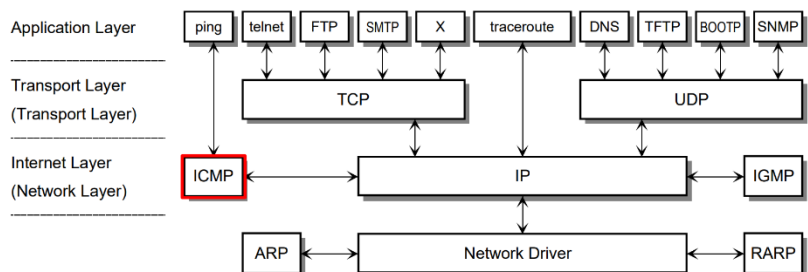 Application Layer
ping
telnet
FTP
SMTP
X
traceroute
DNS
TFTP
BOOTP
SNMP
Transport Layer
(Transport Layer)
TCP
UDP
Internet Layer
(Network Layer)
ICMP
IP
IGMP
ARP
Network Driver
RARP